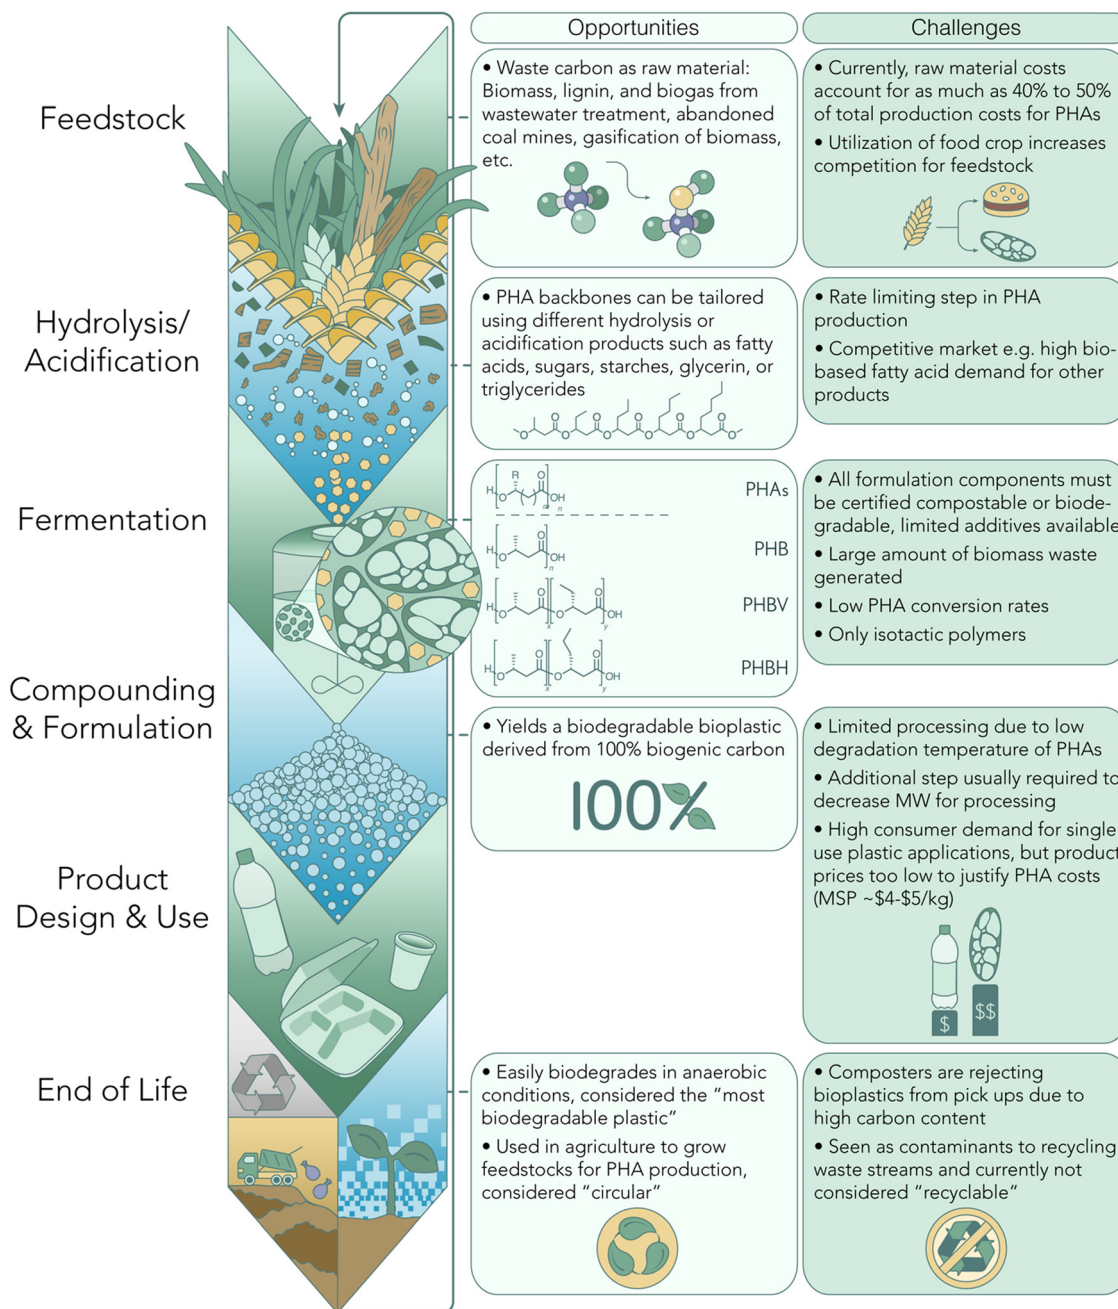 Opportunities
Challenges
Feedstock
• Waste carbon as raw material:
Biomass, lignin, and biogas from
wastewater treatment, abandoned
coal mines, gasification of biomass,
etc.
• Currently, raw material costs
account for as much as 40% to 50%
of total production costs for PHAs
• Utilization of food crop increases
competition for feedstock
Hydrolysis/
Acidification
• PHA backbones can be tailored
using different hydrolysis or
acidification products such as fatty
acids, sugars, starches, glycerin, or
triglycerides
O O O O O O O O O O O
• Rate limiting step in PHA
production
• Competitive market e.g. high bio-
based fatty acid demand for other
products
Fermentation
R O
H O OH
m n
PHAs
O
H O OH
n
PHB
O O
H O O OH
x y
PHBV
O O
H O O OH
x y
PHBH
• All formulation components must
be certified compostable or biode-
gradable, limited additives available
• Large amount of biomass waste
generated
• Low PHA conversion rates
• Only isotactic polymers
Compounding
& Formulation
• Yields a biodegradable bioplastic
derived from 100% biogenic carbon
100%
• Limited processing due to low
degradation temperature of PHAs
• Additional step usually required to
decrease MW for processing
• High consumer demand for single
use plastic applications, but product
prices too low to justify PHA costs
(MSP ~$4-$5/kg)
$
$$
Product
Design & Use
End of Life
• Easily biodegrades in anaerobic
conditions, considered the “most
biodegradable plastic”
• Used in agriculture to grow
feedstocks for PHA production,
considered “circular”
• Composters are rejecting
bioplastics from pick ups due to
high carbon content
• Seen as contaminants to recycling
waste streams and currently not
considered “recyclable”